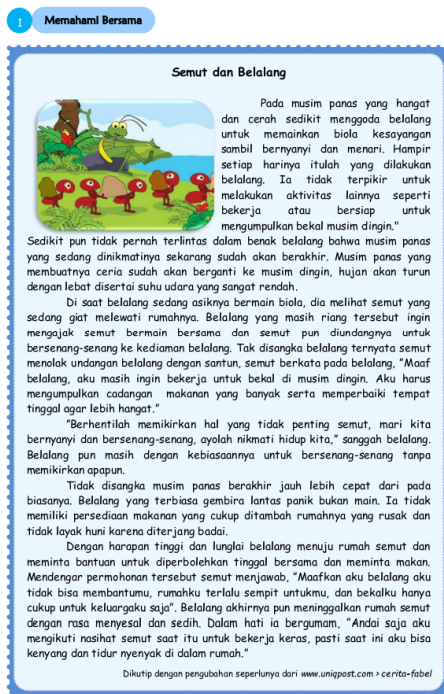 1
Memahami Bersama
Semut dan Belalang
Pada musim panas yang hangat
dan cerah sedikit menggoda belalang
untuk memainkan biola kesayangan
sambil bernyanyi dan menari. Hampir
setiap harinya itulah yang dilakukan
belalang. Ia tidak terpikir untuk
melakukan aktivitas lainnya seperti
bekerja atau bersiap untuk
mengumpulkan bekal musim dingin."
Sedikit pun tidak pernah terlintas dalam benak belalang bahwa musim panas
yang sedang dinikmatinya sekarang sudah akan berakhir. Musim panas yang
membuatnya ceria sudah akan berganti ke musim dingin, hujan akan turun
dengan lebat disertai suhu udara yang sangat rendah.
Di saat belalang sedang asiknya bermain biola, dia melihat semut yang
sedang giat melewati rumahnya. Belalang yang masih riang tersebut ingin
mengajak semut bermain bersama dan semut pun diundangnya untuk
bersenang-senang ke kediaman belalang. Tak disangka belalang ternyata semut
menolak undangan belalang dengan santun, semut berkata pada belalang, "Maaf
belalang, aku masih ingin bekerja untuk bekal di musim dingin. Aku harus
mengumpulkan cadangan makanan yang banyak serta memperbaiki tempat
tinggal agar lebih hangat."
"Berhentilah memikirkan hal yang tidak penting semut, mari kita
bernyanyi dan bersenang-senang, ayolah nikmati hidup kita," sanggah belalang.
Belalang pun masih dengan kebiasaannya untuk bersenang-senang tanpa
memikirkan apapun.
Tidak disangka musim panas berakhir jauh lebih cepat dari pada
biasanya. Belalang yang terbiasa gembira lantas panik bukan main. Ia tidak
memiliki persediaan makanan yang cukup ditambah rumahnya yang rusak dan
tidak layak huni karena diterjang badai.
Dengan harapan tinggi dan lunglai belalang menuju rumah semut dan
meminta bantuan untuk diperbolehkan tinggal bersama dan meminta makan.
Mendengar permohonan tersebut semut menjawab, "Maafkan aku belalang aku
tidak bisa membantumu, rumahku terlalu sempit untukmu, dan bekalku hanya
cukup untuk keluargaku saja". Belalang akhirnya pun meninggalkan rumah semut
dengan rasa menyesal dan sedih. Dalam hati ia bergumam, "Andai saja aku
mengikuti nasihat semut saat itu untuk bekerja keras, pasti saat ini aku bisa
kenyang dan tidur nyenyak di dalam rumah."
Dikutip dengan pengubahan seperlunya dari www.uniqpost.com > cerita-fabel